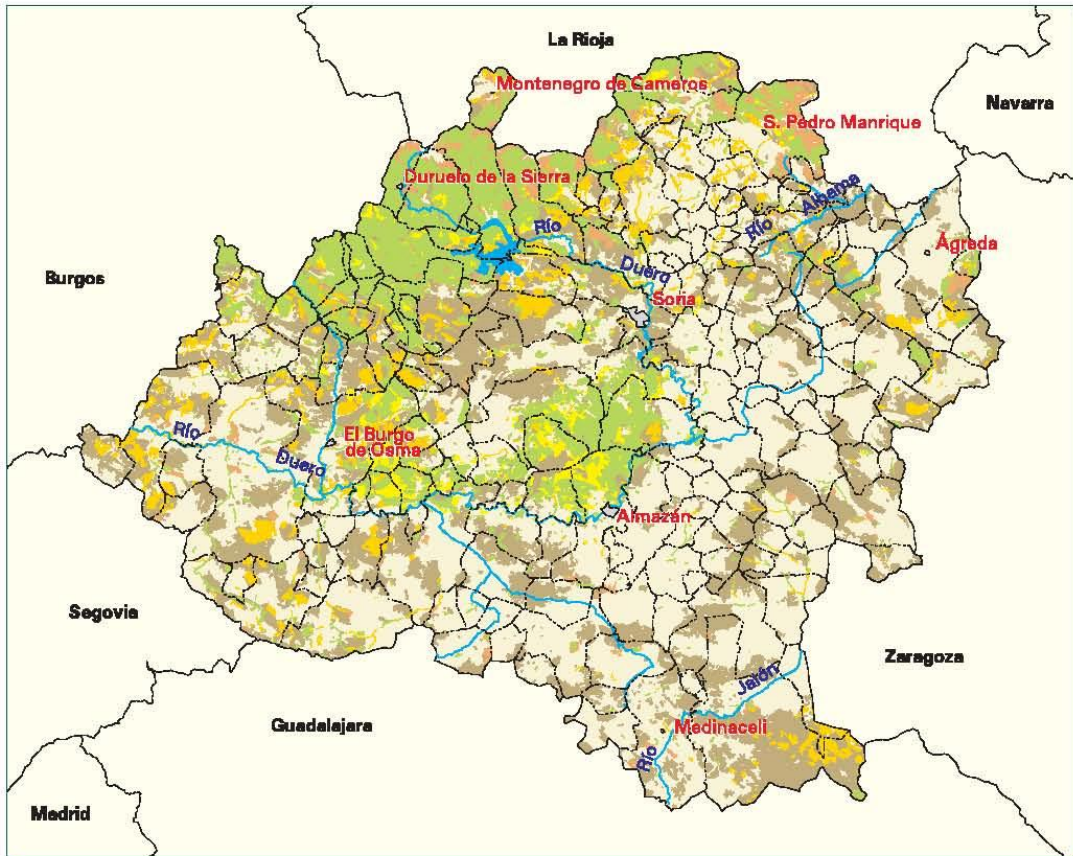 La Rioja
Montenegro de Cameros
Navarra
S. Pedro Manrique
Duruelo de la Sierra
Río Alhama
Río Duero
Ágreda
Burgos
Soria
El Burgo
de Osma
Río Duero
Almazán
Segovia
Zaragoza
Río Jalón
Medinaceli
Guadalajara
Madrid